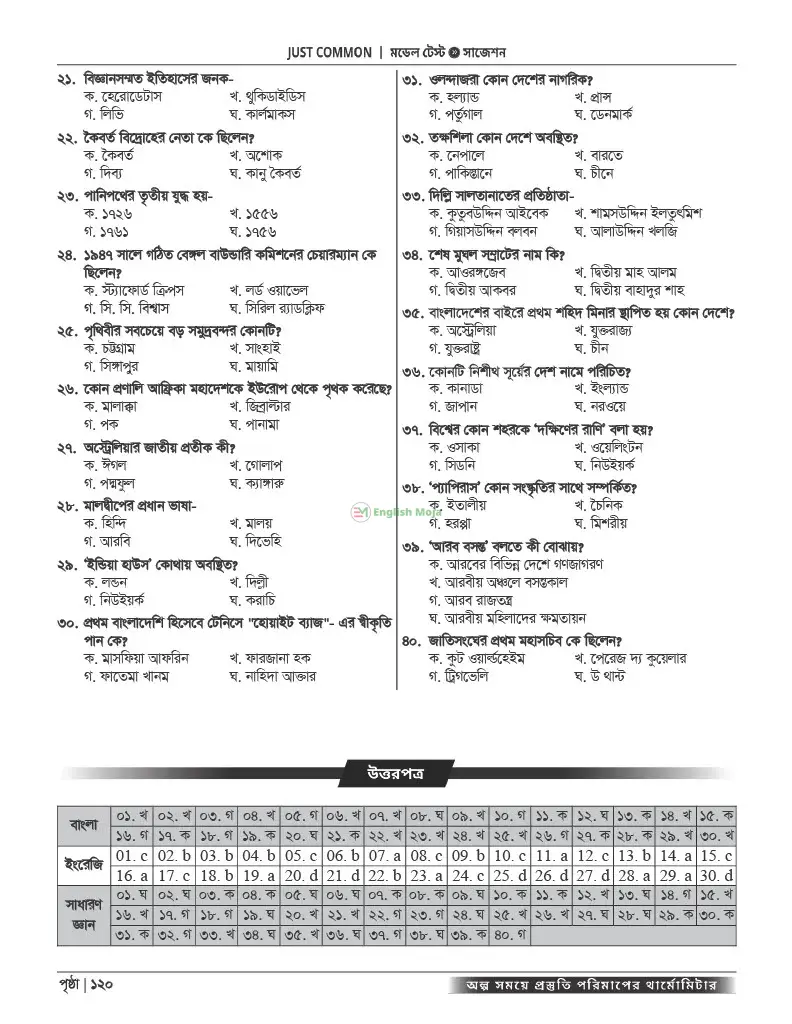 JUST COMMON | মডেল টেস্ট সাজেশন
২১. বিজ্ঞানসম্মত ইতিহাসের জনক-
ক. হেরোডেটাস খ. থুকিডাইডিস
গ. লিভি ঘ. কার্লমাকস
২২. কৈবর্ত বিদ্রোহের নেতা কে ছিলেন?
ক. কৈবর্ত খ. অশোক
গ. দিব্য ঘ. কানু কৈবর্ত
২৩. পানিপথের তৃতীয় যুদ্ধ হয়-
ক. ১৭২৬ খ. ১৫৫৬
গ. ১৭৬১ ঘ. ১৭৫৬
২৪. ১৯৪৭ সালে গঠিত বেঙ্গল বাউন্ডারি কমিশনের চেয়ারম্যান কে
ছিলেন?
ক. স্ট্যাফোর্ড ক্রিপস খ. লর্ড ওয়াভেল
গ. সি. সি. বিশ্বাস ঘ. সিরিল র‍্যাডক্লিফ
২৫. পৃথিবীর সবচেয়ে বড় সমুদ্রবন্দর কোনটি?
ক. চট্টগ্রাম খ. সাংহাই
গ. সিঙ্গাপুর ঘ. মায়ামি
২৬. কোন প্রণালি আফ্রিকা মহাদেশকে ইউরোপ থেকে পৃথক করেছে?
ক. মালাক্কা খ. জিব্রাল্টার
গ. পক ঘ. পানামা
২৭. অস্ট্রেলিয়ার জাতীয় প্রতীক কী?
ক. ঈগল খ. গোলাপ
গ. পদ্মফুল ঘ. ক্যাঙ্গারু
২৮. মালদ্বীপের প্রধান ভাষা-
ক. হিন্দি খ. মালয়
গ. আরবি ঘ. দিভেহি
২৯. ‘ইন্ডিয়া হাউস’ কোথায় অবস্থিত?
ক. লন্ডন খ. দিল্লী
গ. নিউইয়র্ক ঘ. করাচি
৩০. প্রথম বাংলাদেশি হিসেবে টেনিসে "হোয়াইট ব্যাজ"- এর স্বীকৃতি
পান কে?
ক. মাসফিয়া আফরিন খ. ফারজানা হক
গ. ফাতেমা খানম ঘ. নাহিদা আক্তার
৩১. ওলন্দাজরা কোন দেশের নাগরিক?
ক. হল্যান্ড খ. প্রান্স
গ. পর্তুগাল ঘ. ডেনমার্ক
৩২. তক্ষশিলা কোন দেশে অবস্থিত?
ক. নেপালে খ. বারতে
গ. পাকিস্তানে ঘ. চীনে
৩৩. দিল্লি সালতানাতের প্রতিষ্ঠাতা-
ক. কুতুবউদ্দিন আইবেক খ. শামসউদ্দিন ইলতুৎমিশ
গ. গিয়াসউদ্দিন বলবন ঘ. আলাউদ্দিন খলজি
৩৪. শেষ মুঘল সম্রাটের নাম কি?
ক. আওরঙ্গজেব খ. দ্বিতীয় মাহ আলম
গ. দ্বিতীয় আকবর ঘ. দ্বিতীয় বাহাদুর শাহ
৩৫. বাংলাদেশের বাইরে প্রথম শহিদ মিনার স্থাপিত হয় কোন দেশে?
ক. অস্ট্রেলিয়া খ. যুক্তরাজ্য
গ. যুক্তরাষ্ট্র ঘ. চীন
৩৬. কোনটি নিশীথ সূর্যের দেশ নামে পরিচিত?
ক. কানাডা খ. ইংল্যান্ড
গ. জাপান ঘ. নরওয়ে
৩৭. বিশ্বের কোন শহরকে ‘দক্ষিণের রাণি’ বলা হয়?
ক. ওসাকা খ. ওয়েলিংটন
গ. সিডনি ঘ. নিউইয়র্ক
৩৮. ‘প্যাপিরাস’ কোন সংস্কৃতির সাথে সম্পর্কিত?
ক. ইতালীয় খ. চৈনিক
গ. হরপ্পা ঘ. মিশরীয়
English Moja
৩৯. ‘আরব বসন্ত’ বলতে কী বোঝায়?
ক. আরবের বিভিন্ন দেশে গণজাগরণ
খ. আরবীয় অঞ্চলে বসন্তকাল
গ. আরব রাজতন্ত্র
ঘ. আরবীয় মহিলাদের ক্ষমতায়ন
৪০. জাতিসংঘের প্রথম মহাসচিব কে ছিলেন?
ক. কুট ওয়ার্ল্ডহেইম খ. পেরেজ দ্য কুয়েলার
গ. ট্রিগভেলি ঘ. উ থান্ট
উত্তরপত্র
বাংলা
০১. খ ০২. খ ০৩. গ ০৪. খ ০৫. গ ০৬. খ ০৭. খ ০৮. ঘ ০৯. খ ১০. গ ১১. ক ১২. ঘ ১৩. ক ১৪. খ ১৫. ক
১৬. গ ১৭. ক ১৮. গ ১৯. ক ২০. ঘ ২১. ক ২২. খ ২৩. খ ২৪. খ ২৫. খ ২৬. গ ২৭. ক ২৮. ক ২৯. খ ৩০. খ
ইংরেজি
01. c 02. b 03. b 04. b 05. c 06. b 07. a 08. c 09. b 10. c 11. a 12. c 13. b 14. a 15. c
16. a 17. c 18. b 19. a 20. d 21. d 22. b 23. a 24. c 25. d 26. d 27. d 28. a 29. a 30. d
সাধারণ জ্ঞান
০১. ঘ ০২. ঘ ০৩. ক ০৪. ক ০৫. ঘ ০৬. ঘ ০৭. ক ০৮. ক ০৯. ঘ ১০. ক ১১. ক ১২. খ ১৩. ঘ ১৪. গ ১৫. খ
১৬. খ ১৭. গ ১৮. গ ১৯. ঘ ২০. খ ২১. খ ২২. গ ২৩. গ ২৪. ঘ ২৫. খ ২৬. খ ২৭. ঘ ২৮. ঘ ২৯. ক ৩০. ক
৩১. ক ৩২. গ ৩৩. খ ৩৪. ঘ ৩৫. খ ৩৬. ঘ ৩৭. গ ৩৮. ঘ ৩৯. ক ৪০. গ
পৃষ্ঠা | ১২০
অল্প সময়ে প্রস্তুতি পরিমাপের থার্মোমিটার